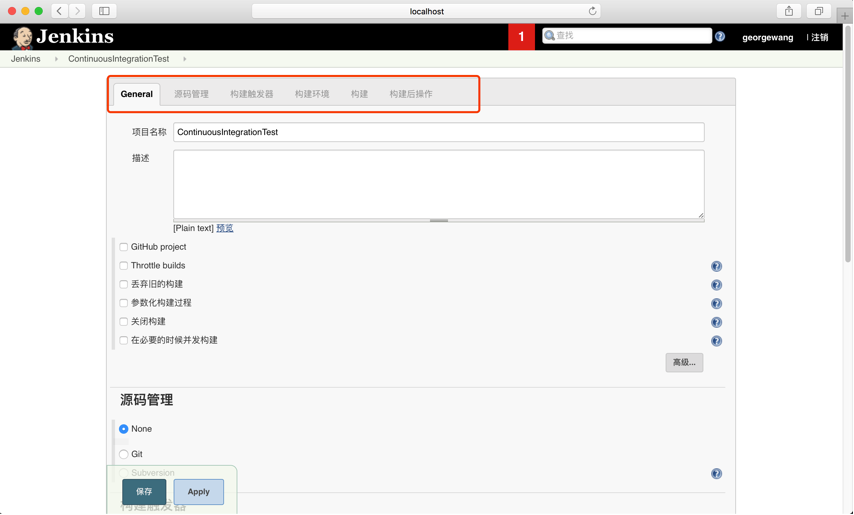 localhost
Jenkins
1
查找
georgewang
| 注销
Jenkins
ContinuousIntegrationTest
General 源码管理 构建触发器 构建环境 构建 构建后操作
项目名称 ContinuousIntegrationTest
描述
[Plain text] 预览
GitHub project
Throttle builds
丢弃旧的构建
参数化构建过程
关闭构建
在必要的时候并发构建
高级...
源码管理
None
Git
Subversion
保存 Apply
构建触发器